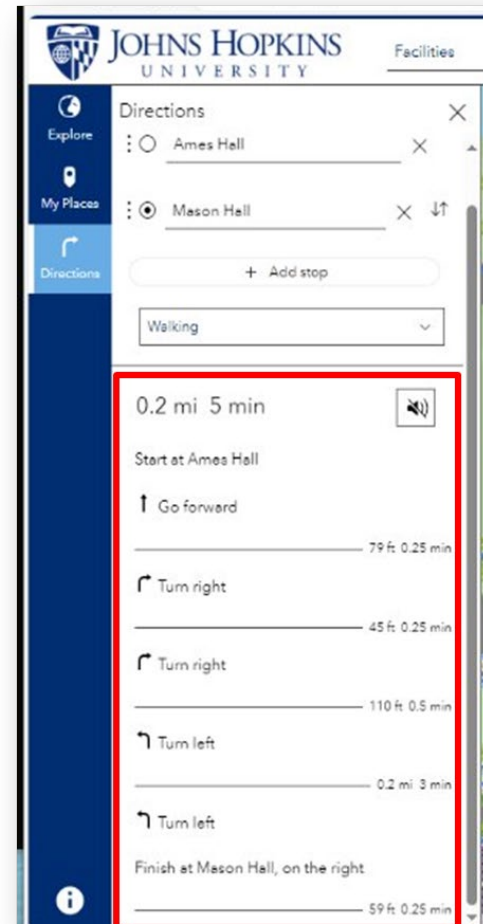 JOHNS HOPKINS
UNIVERSITY
Facilities
Explore
My Places
Directions
Directions
Ames Hall
Mason Hall
+ Add stop
Walking
0.2 mi 5 min
Start at Ames Hall
Go forward
79 ft 0.25 min
Turn right
45 ft 0.25 min
Turn right
110 ft 0.5 min
Turn left
0.2 mi 3 min
Turn left
Finish at Mason Hall, on the right
59 ft 0.25 min